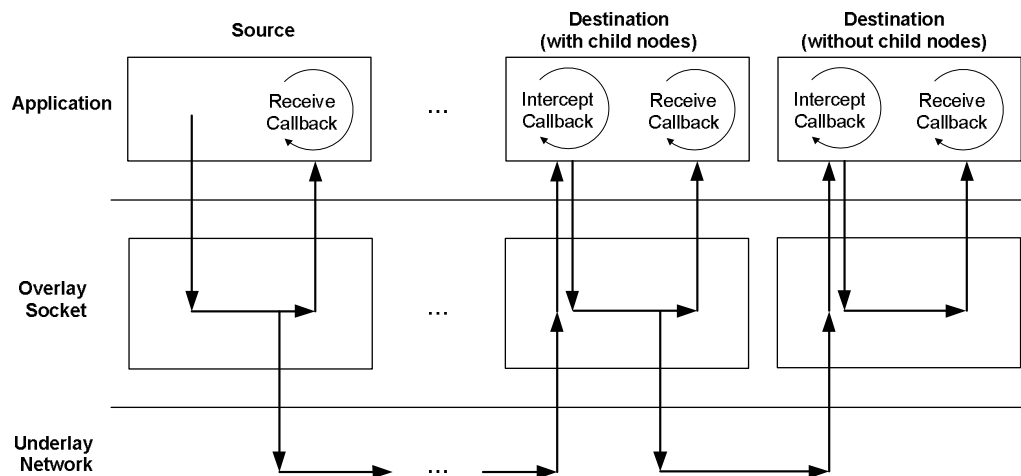 Source
Destination
(with child nodes)
Destination
(without child nodes)
Application
Receive
Callback
...
Intercept
Callback
Receive
Callback
Intercept
Callback
Receive
Callback
Overlay
Socket
...
Underlay
Network
...